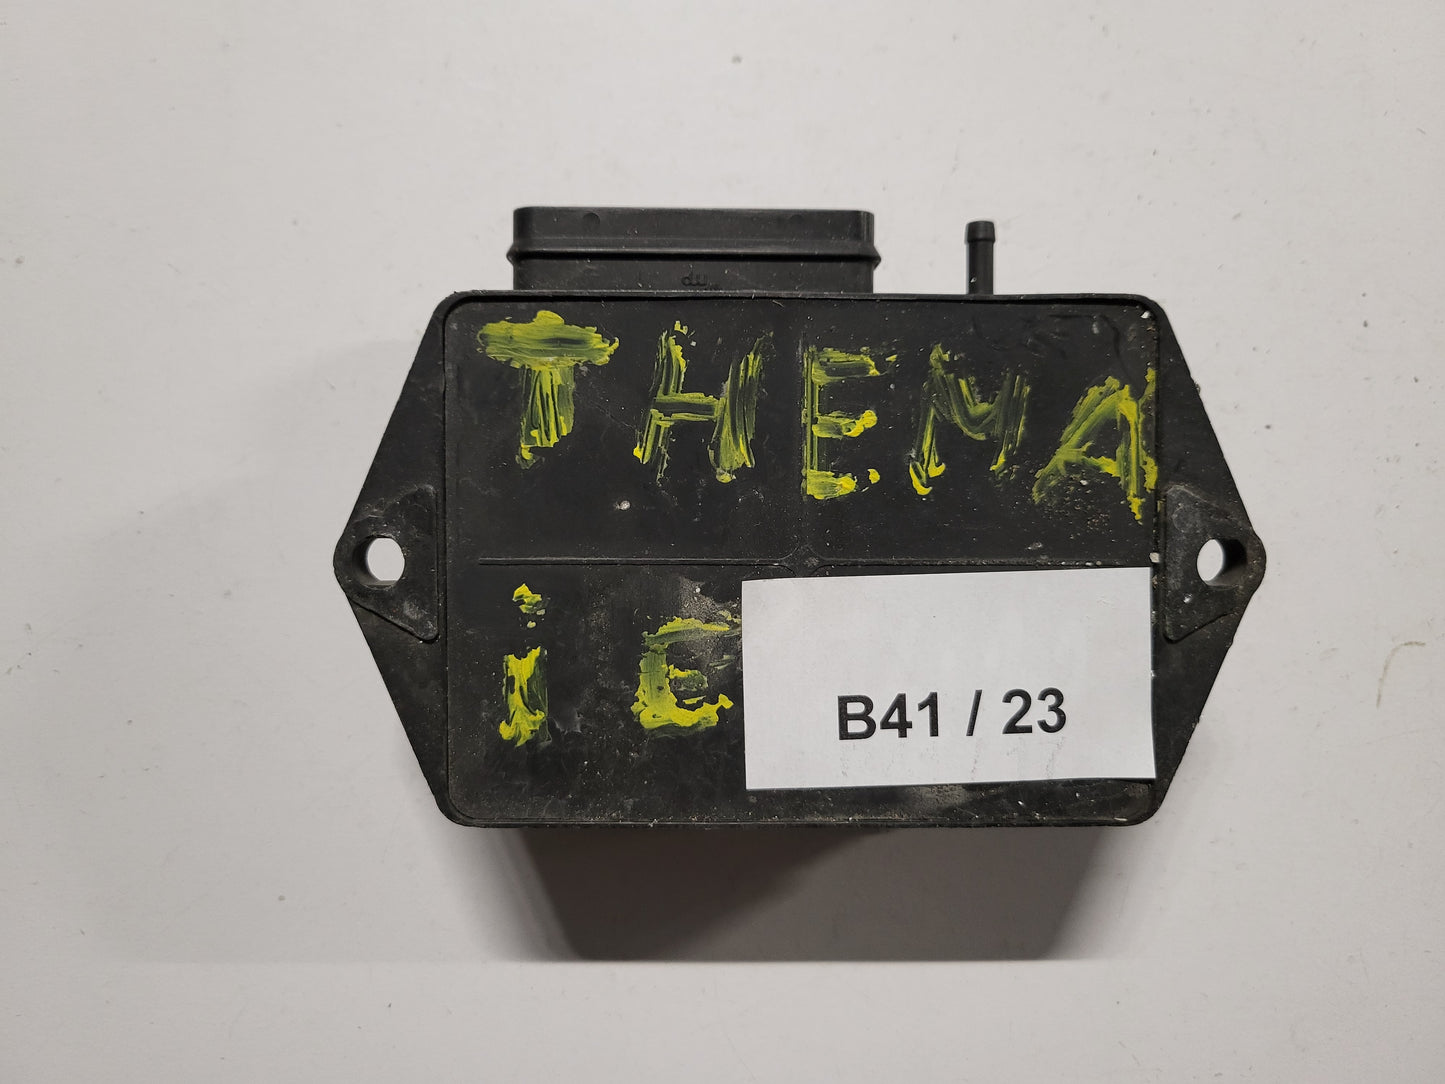 THEMA
ie
B41 / 23